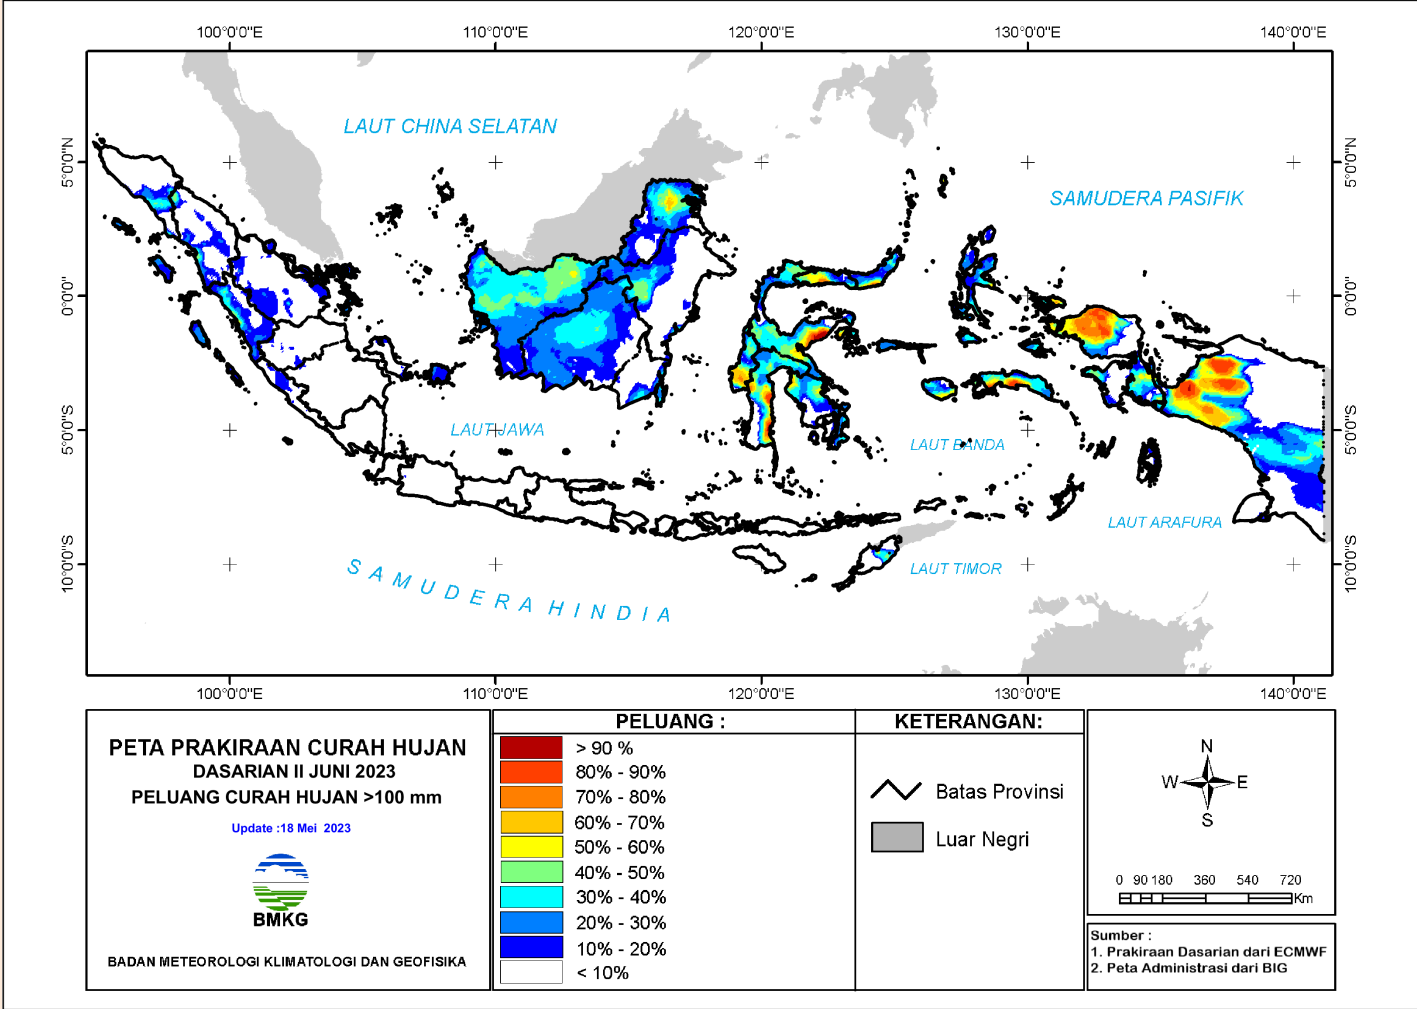 100°0'0"E 110°0'0"E 120°0'0"E 130°0'0"E 140°0'0"E
LAUT CHINA SELATAN
5°0'0"N 5°0'0"N
SAMUDERA PASIFIK
0°0'0" 0°0'0"
LAUT JAWA
5°0'0"S 5°0'0"S
LAUT BANDA
LAUT ARAFURA
10°0'0"S 10°0'0"S
LAUT TIMOR
SAMUDERA HINDIA
100°0'0"E 110°0'0"E 120°0'0"E 130°0'0"E 140°0'0"E
PETA PRAKIRAAN CURAH HUJAN
DASARIAN II JUNI 2023
PELUANG CURAH HUJAN >100 mm
Update :18 Mei 2023
BMKG
BADAN METEOROLOGI KLIMATOLOGI DAN GEOFISIKA
PELUANG :
> 90 %
80% - 90%
70% - 80%
60% - 70%
50% - 60%
40% - 50%
30% - 40%
20% - 30%
10% - 20%
< 10%
KETERANGAN:
Batas Provinsi
Luar Negri
N
W E
S
0 90 180 360 540 720
Km
Sumber :
1. Prakiraan Dasarian dari ECMWF
2. Peta Administrasi dari BIG